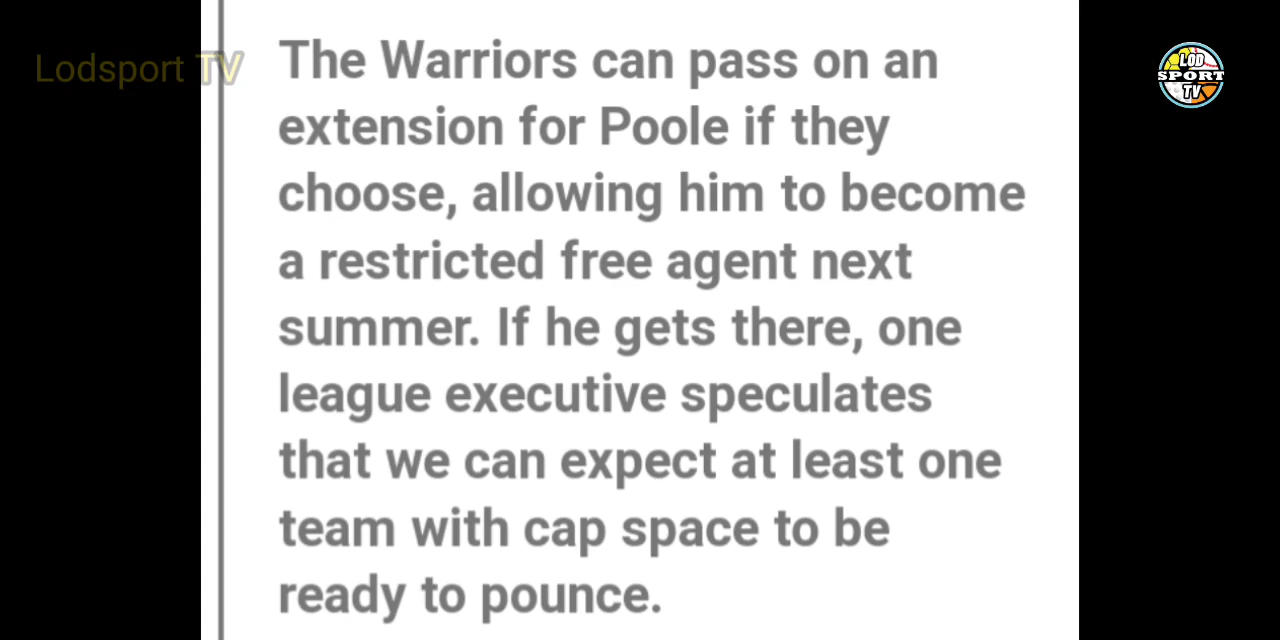 Lodsport TV
The Warriors can pass on an
extension for Poole if they
choose, allowing him to become
a restricted free agent next
summer. If he gets there, one
league executive speculates
that we can expect at least one
team with cap space to be
ready to pounce.
LOD
SPORT
TV